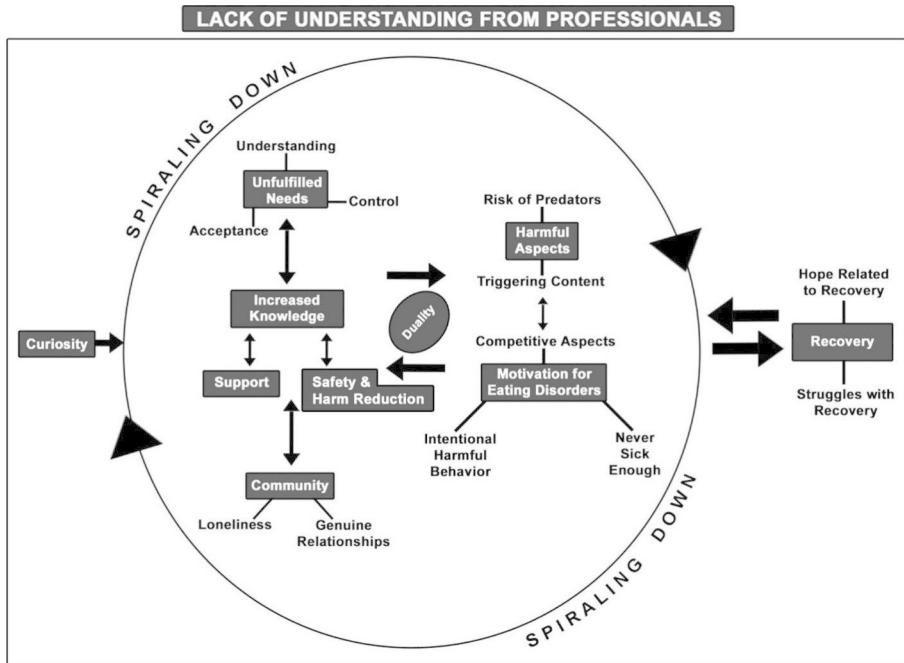 LACK OF UNDERSTANDING FROM PROFESSIONALS
SPIRALING DOWN
Understanding
Unfulfilled
Needs
Control
Acceptance
Increased
Knowledge
Support
Safety &
Harm Reduction
Community
Loneliness
Genuine
Relationships
Curiosity
Duality
Risk of Predators
Harmful
Aspects
Triggering Content
Competitive Aspects
Motivation for
Eating Disorders
Intentional
Harmful
Behavior
Never
Sick
Enough
Hope Related
to Recovery
Recovery
Struggles with
Recovery
SPIRALING DOWN